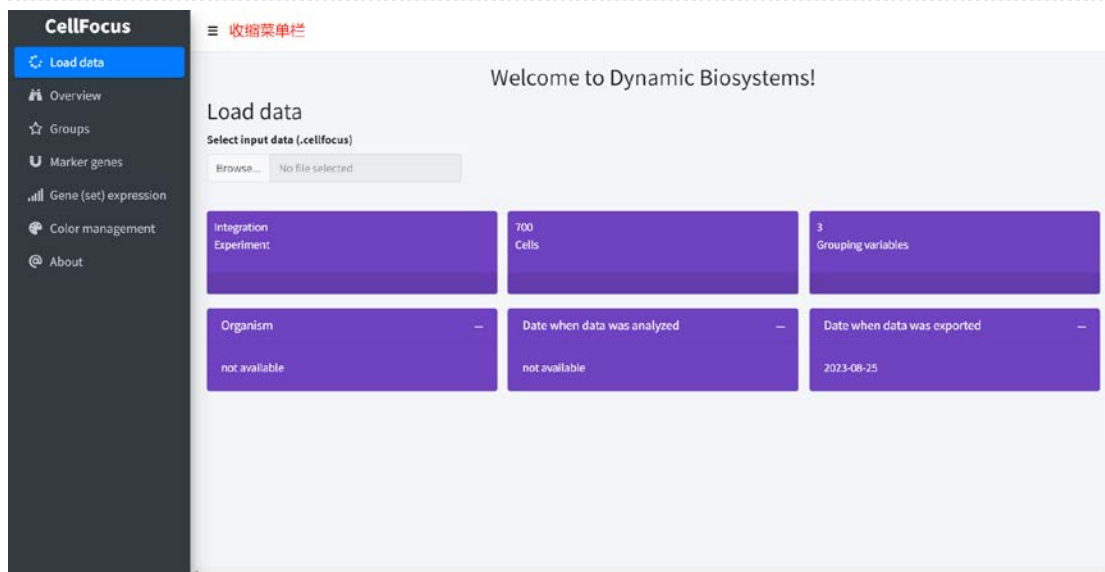 CellFocus
收缩菜单栏
Load data
Overview
Groups
Marker genes
Gene (set) expression
Color management
About
Welcome to Dynamic Biosystems!
Load data
Select input data (.cellfocus)
Browse... No file selected
Integration
Experiment
700
Cells
3
Grouping variables
Organism
not available
Date when data was analyzed
not available
Date when data was exported
2023-08-25